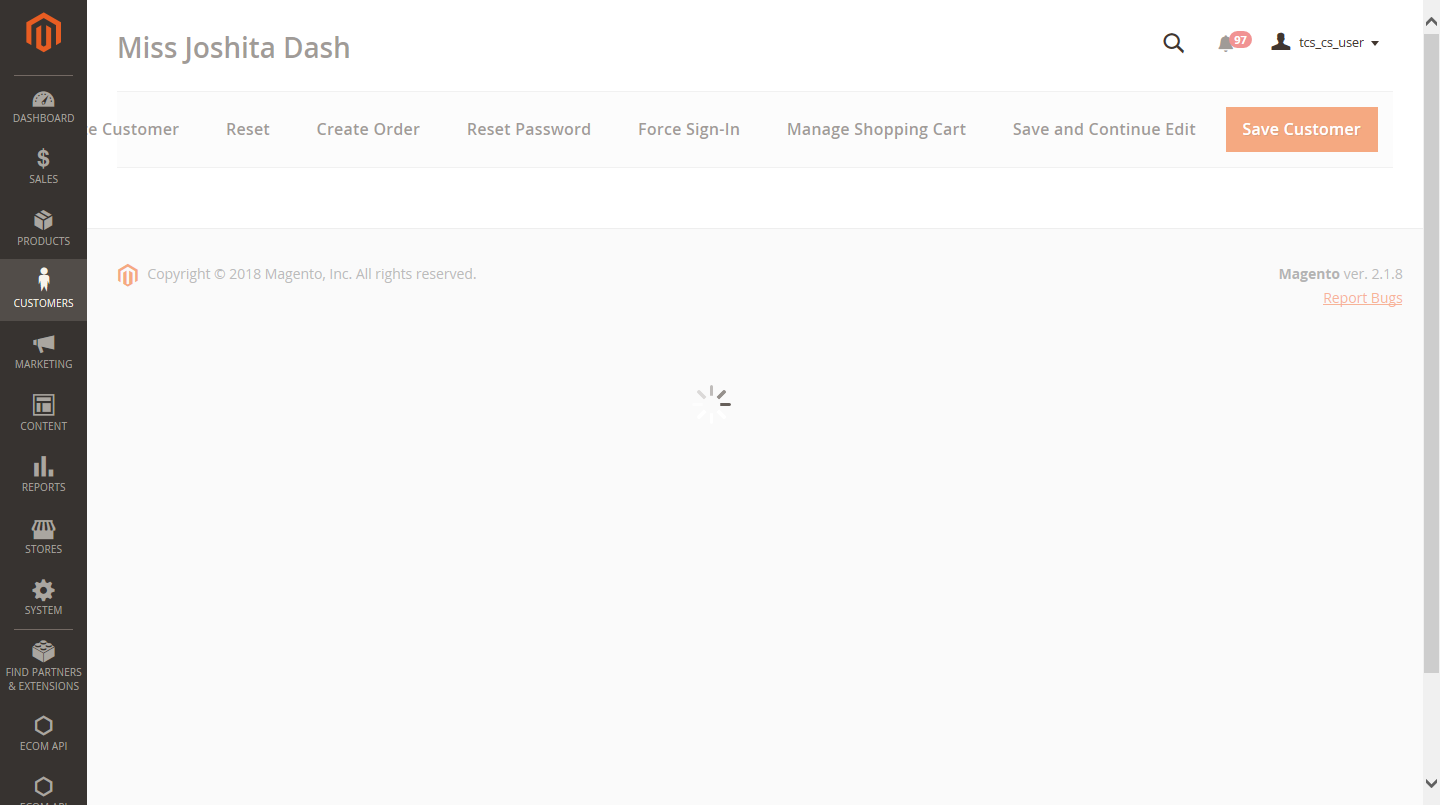 Miss Joshita Dash
97
tcs_cs_user
e Customer Reset Create Order Reset Password Force Sign-In Manage Shopping Cart Save and Continue Edit Save Customer
DASHBOARD
SALES
PRODUCTS
CUSTOMERS
MARKETING
CONTENT
REPORTS
STORES
SYSTEM
FIND PARTNERS
& EXTENSIONS
ECOM API
ECOM API
Copyright © 2018 Magento, Inc. All rights reserved.
Magento ver. 2.1.8
Report Bugs